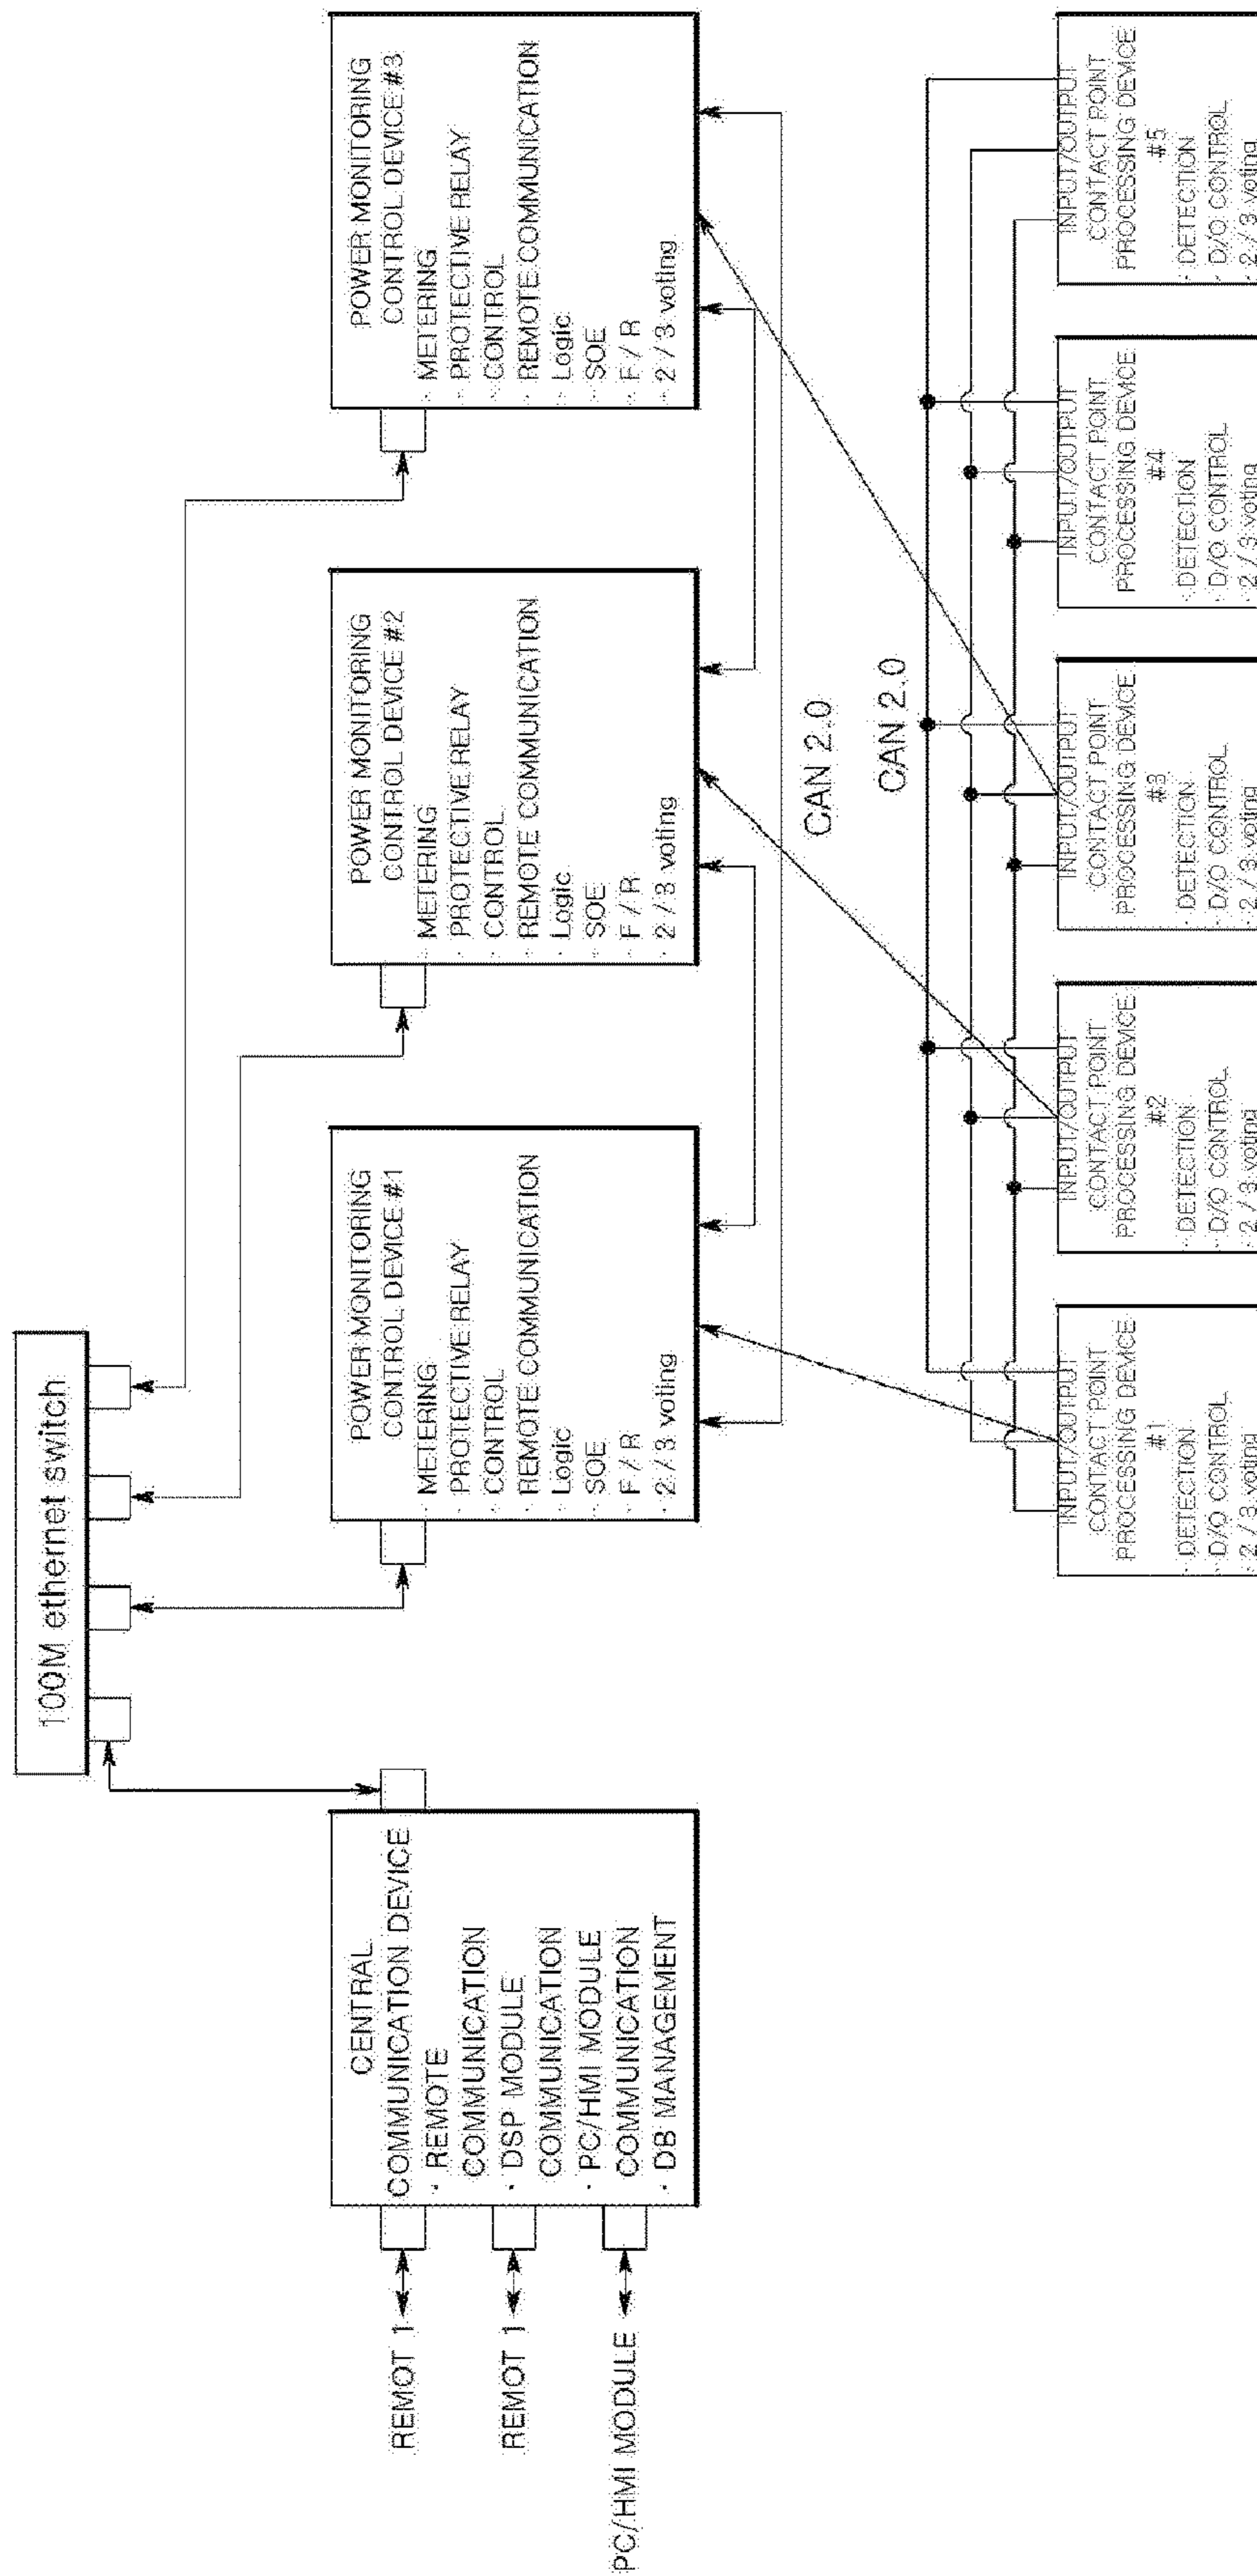 100M ethernet switch
CENTRAL
COMMUNICATION DEVICE
· REMOTE
COMMUNICATION
· DSP MODULE
COMMUNICATION
· PC/HMI MODULE
COMMUNICATION
· DB MANAGEMENT
REMOT 1
REMOT 1
PC/HMI MODULE
POWER MONITORING
CONTROL DEVICE #1
· METERING
· PROTECTIVE RELAY
· CONTROL
· REMOTE COMMUNICATION
· Logic
· SOE
· F / R
· 2 / 3 voting
POWER MONITORING
CONTROL DEVICE #2
· METERING
· PROTECTIVE RELAY
· CONTROL
· REMOTE COMMUNICATION
· Logic
· SOE
· F / R
· 2 / 3 voting
POWER MONITORING
CONTROL DEVICE #3
· METERING
· PROTECTIVE RELAY
· CONTROL
· REMOTE COMMUNICATION
· Logic
· SOE
· F / R
· 2 / 3 voting
CAN 2.0
CAN 2.0
INPUT/OUTPUT
CONTACT POINT
PROCESSING DEVICE
#1
· DETECTION
· D/O CONTROL
· 2 / 3 voting
INPUT/OUTPUT
CONTACT POINT
PROCESSING DEVICE
#2
· DETECTION
· D/O CONTROL
· 2 / 3 voting
INPUT/OUTPUT
CONTACT POINT
PROCESSING DEVICE
#3
· DETECTION
· D/O CONTROL
· 2 / 3 voting
INPUT/OUTPUT
CONTACT POINT
PROCESSING DEVICE
#4
· DETECTION
· D/O CONTROL
· 2 / 3 voting
INPUT/OUTPUT
CONTACT POINT
PROCESSING DEVICE
#5
· DETECTION
· D/O CONTROL
· 2 / 3 voting